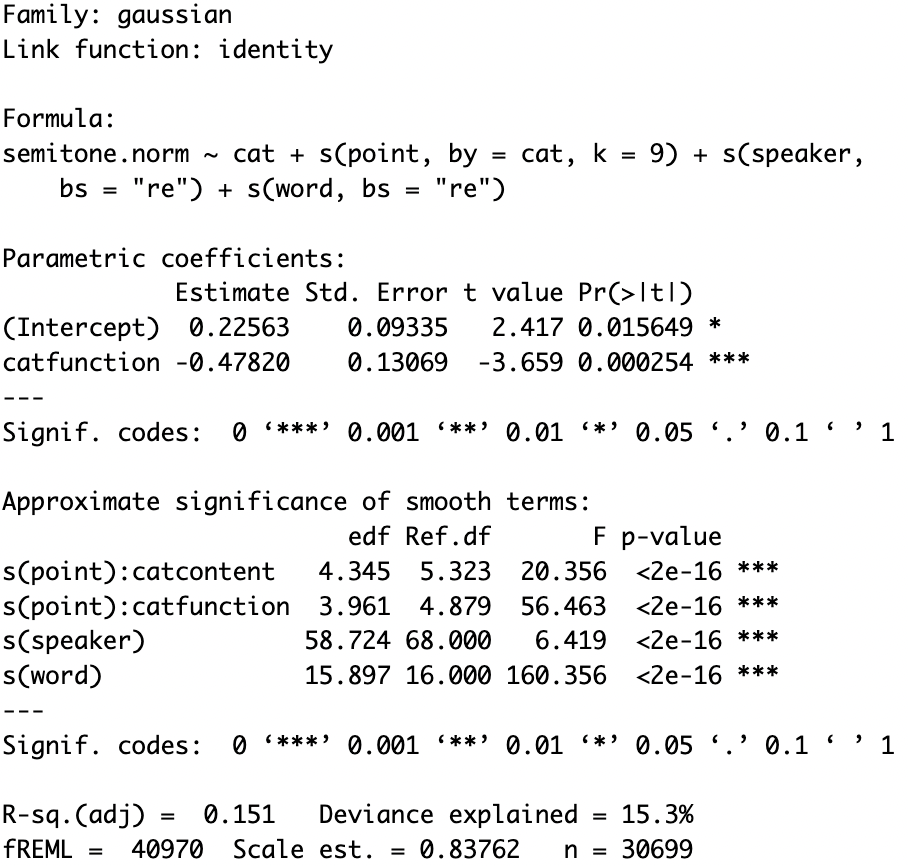 Family: gaussian
Link function: identity

Formula:
semitone.norm ~ cat + s(point, by = cat, k = 9) + s(speaker,
    bs = "re") + s(word, bs = "re")

Parametric coefficients:
            Estimate Std. Error t value Pr(>|t|)
(Intercept)  0.22563    0.09335   2.417 0.015649 *
catfunction -0.47820    0.13069  -3.659 0.000254 ***
---
Signif. codes:  0 ‘***’ 0.001 ‘**’ 0.01 ‘*’ 0.05 ‘.’ 0.1 ‘ ’ 1

Approximate significance of smooth terms:
                        edf Ref.df       F p-value
s(point):catcontent   4.345  5.323  20.356  <2e-16 ***
s(point):catfunction  3.961  4.879  56.463  <2e-16 ***
s(speaker)           58.724 68.000   6.419  <2e-16 ***
s(word)              15.897 16.000 160.356  <2e-16 ***
---
Signif. codes:  0 ‘***’ 0.001 ‘**’ 0.01 ‘*’ 0.05 ‘.’ 0.1 ‘ ’ 1

R-sq.(adj) =  0.151   Deviance explained = 15.3%
fREML =  40970  Scale est. = 0.83762   n = 30699